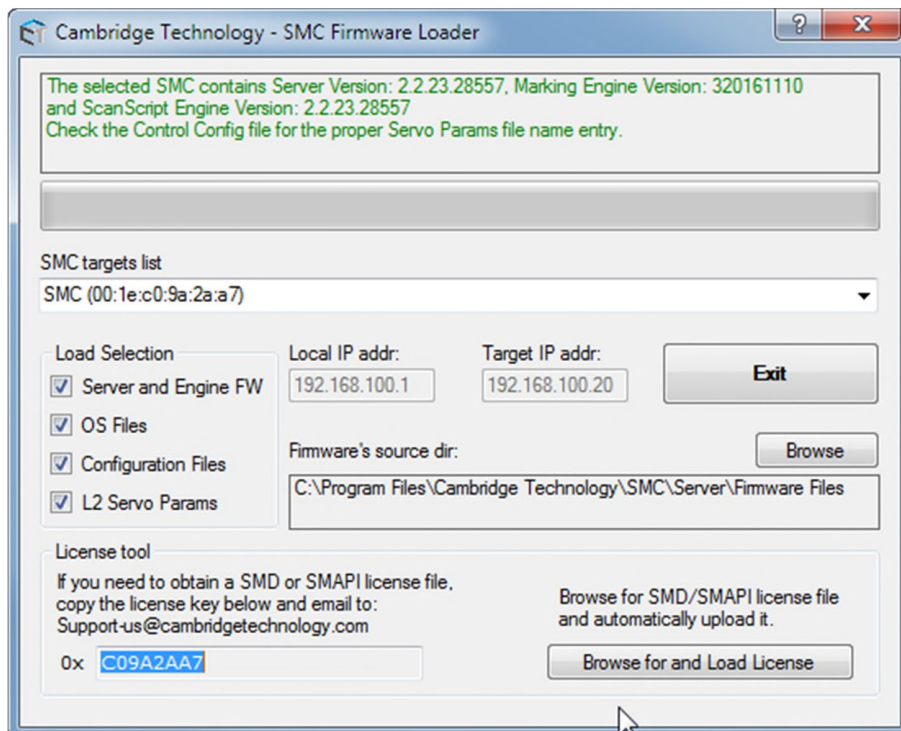 Cambridge Technology - SMC Firmware Loader
?
The selected SMC contains Server Version: 2.2.23.28557, Marking Engine Version: 320161110
and ScanScript Engine Version: 2.2.23.28557
Check the Control Config file for the proper Servo Params file name entry.
SMC targets list
SMC (00:1e:c0:9a:2a:a7)
Load Selection
Server and Engine FW
OS Files
Configuration Files
L2 Servo Params
Local IP addr:
192.168.100.1
Target IP addr:
192.168.100.20
Exit
Firmware's source dir:
Browse
C:\Program Files\Cambridge Technology\SMC\Server\Firmware Files
License tool
If you need to obtain a SMD or SMAPI license file,
copy the license key below and email to:
Support-us@cambridgetechnology.com
0x C09A2AA7
Browse for SMD/SMAPI license file
and automatically upload it.
Browse for and Load License